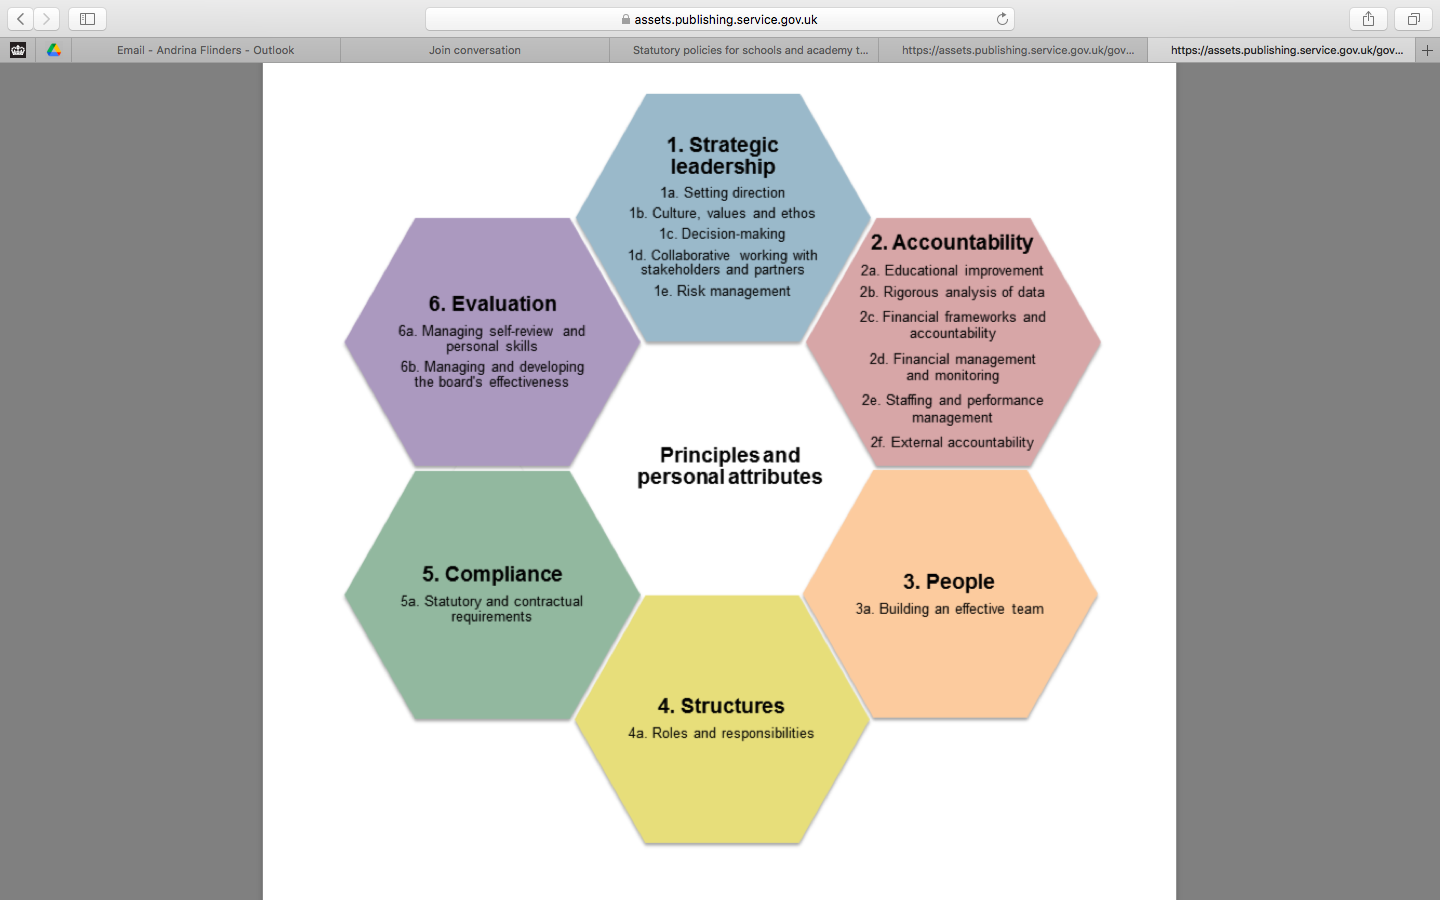 assets.publishing.service.gov.uk
Email - Andrina Flinders - Outlook
Join conversation
Statutory policies for schools and academy t...
https://assets.publishing.service.gov.uk/gov...
https://assets.publishing.service.gov.uk/gov...
1. Strategic
leadership
1a. Setting direction
1b. Culture, values and ethos
1c. Decision-making
1d. Collaborative working with
stakeholders and partners
1e. Risk management
2. Accountability
2a. Educational improvement
2b. Rigorous analysis of data
2c. Financial frameworks and
accountability
2d. Financial management
and monitoring
2e. Staffing and performance
management
2f. External accountability
6. Evaluation
6a. Managing self-review and
personal skills
6b. Managing and developing
the board's effectiveness
Principles and
personal attributes
5. Compliance
5a. Statutory and contractual
requirements
3. People
3a. Building an effective team
4. Structures
4a. Roles and responsibilities